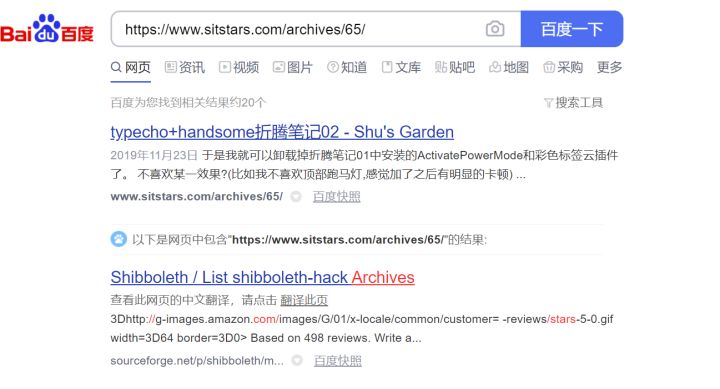 Bai du 百度 https://www.sitstars.com/archives/65/ 百度一下
网页 资讯 视频 图片 知道 文库 贴吧 地图 采购 更多
百度为您找到相关结果约20个 搜索工具
typecho+handsome折腾笔记02 - Shu's Garden
2019年11月23日 于是我就可以卸载掉折腾笔记01中安装的ActivatePowerMode和彩色标签云插件
了。 不喜欢某一效果?(比如我不喜欢顶部跑马灯,感觉加了之后有明显的卡顿) ...
www.sitstars.com/archives/65/ 百度快照
以下是网页中包含"https://www.sitstars.com/archives/65/"的结果:
Shibboleth / List shibboleth-hack Archives
查看此网页的中文翻译，请点击 翻译此页
3Dhttp://g-images.amazon.com/images/G/01/x-locale/common/customer= -reviews/stars-5-0.gif
width=3D64 border=3D0> Based on 498 reviews. Write a...
sourceforge.net/p/shibboleth/m... 百度快照